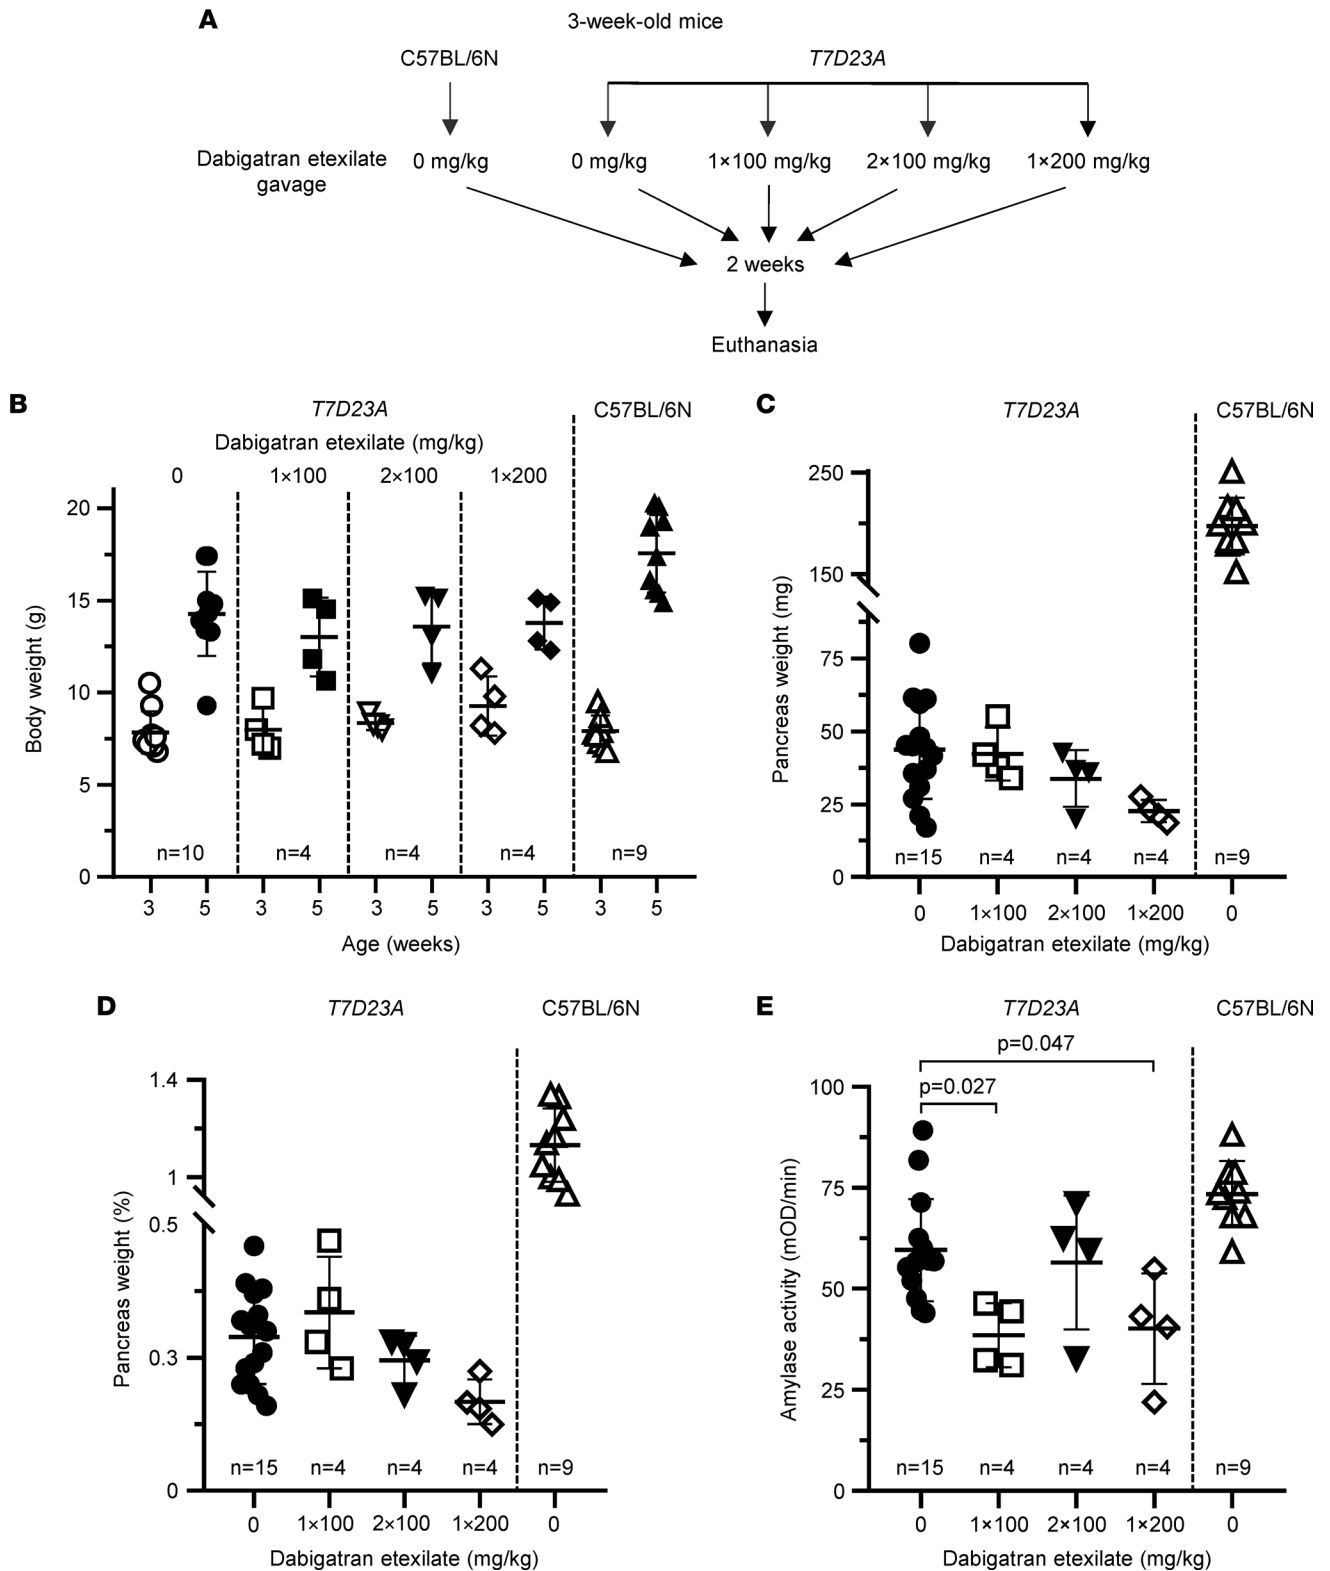 A
3-week-old mice
C57BL/6N
T7D23A
Dabigatran etexilate
gavage
0 mg/kg
0 mg/kg
1×100 mg/kg
2×100 mg/kg
1×200 mg/kg
2 weeks
Euthanasia
B
T7D23A
C57BL/6N
Dabigatran etexilate (mg/kg)
0
1×100
2×100
1×200
Body weight (g)
20
15
10
5
0
n=10
n=4
n=4
n=4
n=9
3
5
3
5
3
5
3
5
3
5
Age (weeks)
C
T7D23A
C57BL/6N
Pancreas weight (mg)
250
150
75
50
25
0
n=15
n=4
n=4
n=4
n=9
0
1×100
2×100
1×200
0
Dabigatran etexilate (mg/kg)
D
T7D23A
C57BL/6N
Pancreas weight (%)
1.4
1
0.5
0.3
0
n=15
n=4
n=4
n=4
n=9
0
1×100
2×100
1×200
0
Dabigatran etexilate (mg/kg)
E
T7D23A
C57BL/6N
p=0.047
p=0.027
Amylase activity (mOD/min)
100
75
50
25
0
n=15
n=4
n=4
n=4
n=9
0
1×100
2×100
1×200
0
Dabigatran etexilate (mg/kg)